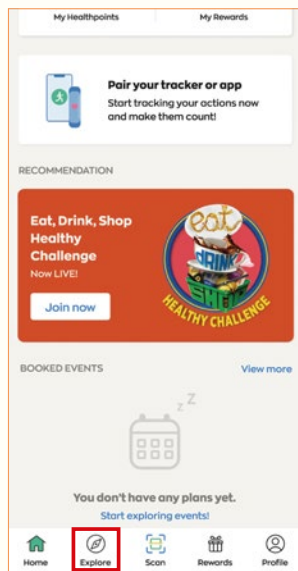 My Healthpoints My Rewards
Pair your tracker or app
Start tracking your actions now
and make them count!
RECOMMENDATION
Eat, Drink, Shop
Healthy
Challenge
Now LIVE!
Join now
eat
DRINK
SHOP
HEALTHY CHALLENGE
BOOKED EVENTS View more
z Z
You don't have any plans yet.
Start exploring events!
Home Explore Scan Rewards Profile